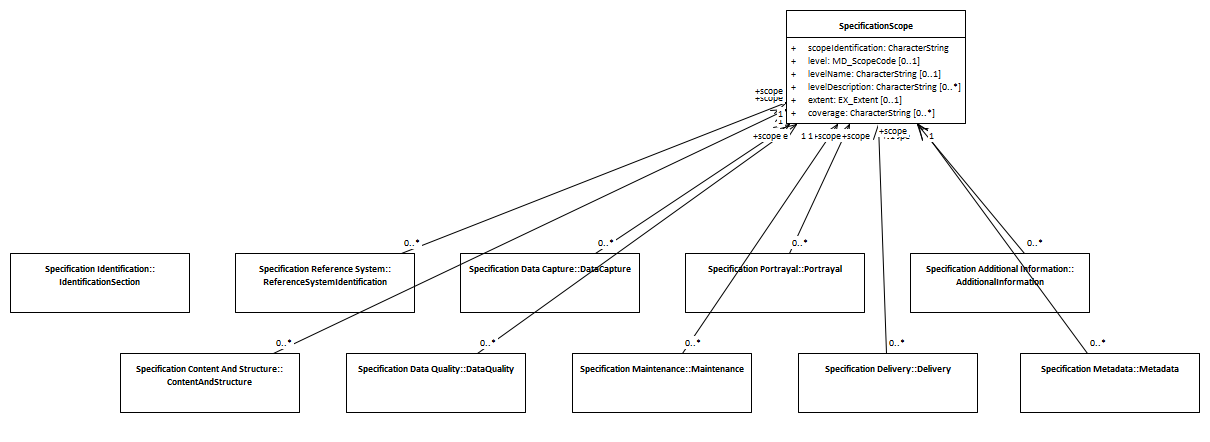 SpecificationScope
+ scopeIdentification: CharacterString
+ level: MD_ScopeCode [0..1]
+ levelName: CharacterString [0..1]
+ levelDescription: CharacterString [0..*]
+ extent: EX_Extent [0..1]
+ coverage: CharacterString [0..*]
+scope
+scope
1
1
+scope
1 1
+scope
+scope
+scope
1
0..*
0..*
0..*
0..*
Specification Identification::
IdentificationSection
Specification Reference System::
ReferenceSystemIdentification
Specification Data Capture::DataCapture
Specification Portrayal::Portrayal
Specification Additional Information::
AdditionalInformation
0..*
0..*
0..*
0..*
0..*
Specification Content And Structure::
ContentAndStructure
Specification Data Quality::DataQuality
Specification Maintenance::Maintenance
Specification Delivery::Delivery
Specification Metadata::Metadata